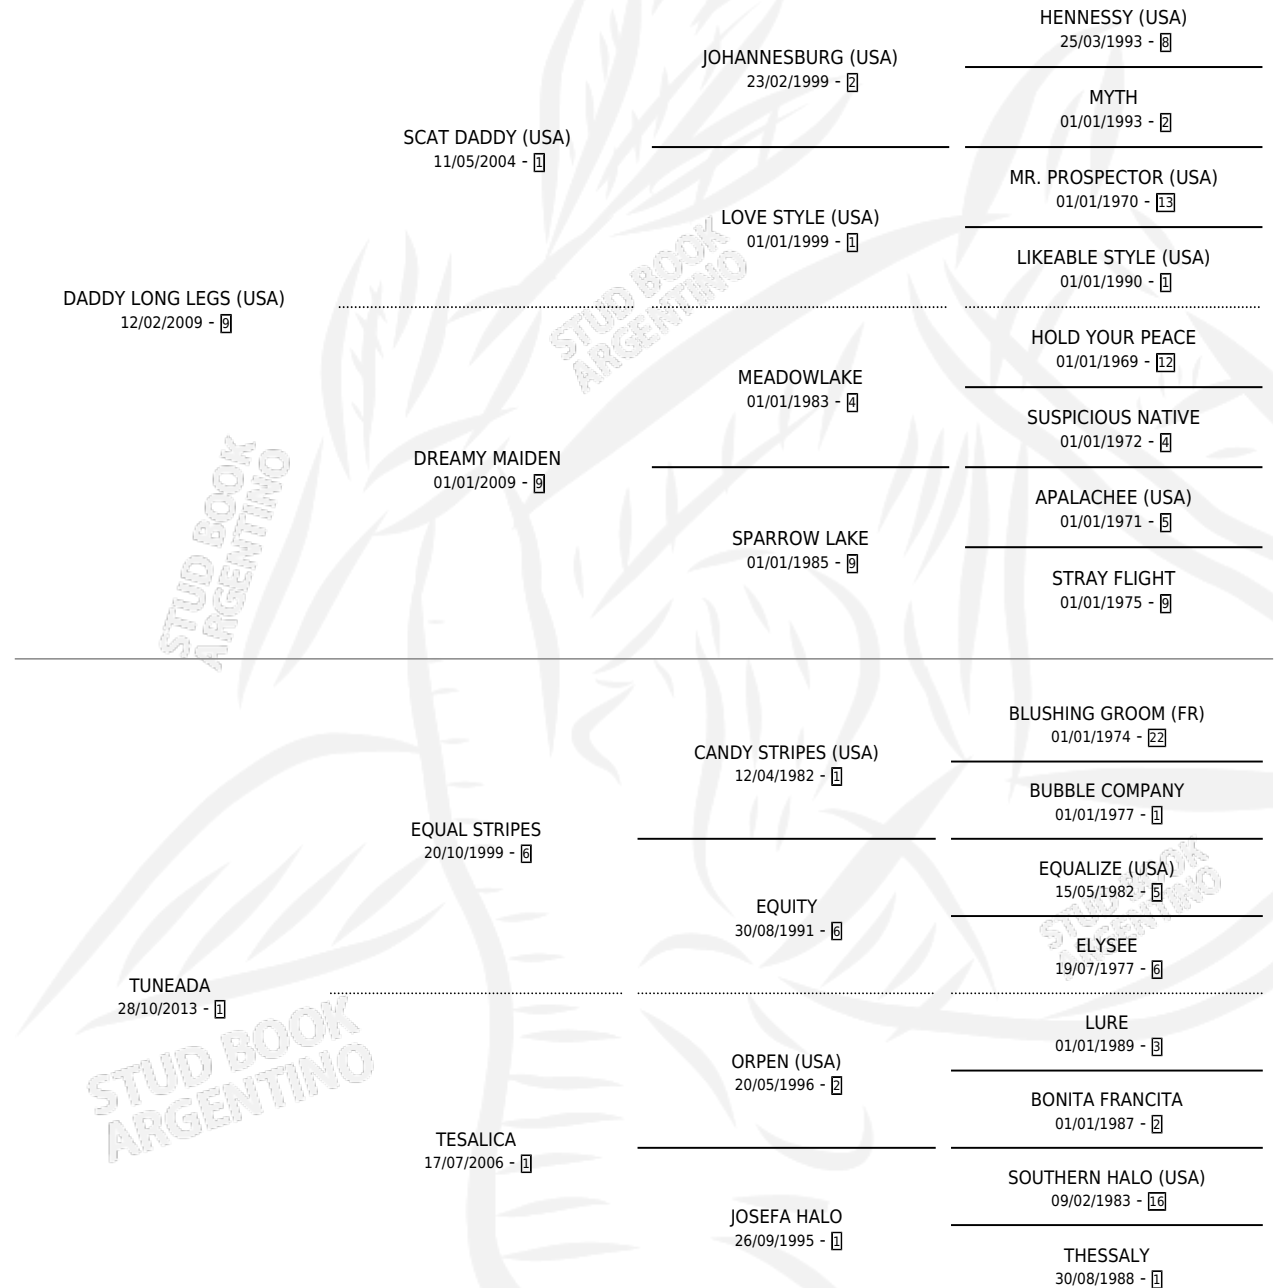 HENNESSY (USA)
25/03/1993 - 8
JOHANNESBURG (USA)
23/02/1999 - 2
MYTH
01/01/1993 - 2
SCAT DADDY (USA)
11/05/2004 - 1
MR. PROSPECTOR (USA)
01/01/1970 - 13
LOVE STYLE (USA)
01/01/1999 - 1
LIKEABLE STYLE (USA)
01/01/1990 - 1
DADDY LONG LEGS (USA)
12/02/2009 - 9
HOLD YOUR PEACE
01/01/1969 - 12
MEADOWLAKE
01/01/1983 - 4
SUSPICIOUS NATIVE
01/01/1972 - 4
DREAMY MAIDEN
01/01/2009 - 9
APALACHEE (USA)
01/01/1971 - 5
SPARROW LAKE
01/01/1985 - 9
STRAY FLIGHT
01/01/1975 - 9
STUD BOOK
ARGENTINO
STUD BOOK
ARGENTINO
BLUSHING GROOM (FR)
01/01/1974 - 22
CANDY STRIPES (USA)
12/04/1982 - 1
BUBBLE COMPANY
01/01/1977 - 1
EQUAL STRIPES
20/10/1999 - 6
EQUALIZE (USA)
15/05/1982 - 5
EQUITY
30/08/1991 - 6
ELYSEE
19/07/1977 - 6
TUNEADA
28/10/2013 - 1
LURE
01/01/1989 - 3
ORPEN (USA)
20/05/1996 - 2
BONITA FRANCITA
01/01/1987 - 2
TESALICA
17/07/2006 - 1
SOUTHERN HALO (USA)
09/02/1983 - 16
JOSEFA HALO
26/09/1995 - 1
THESSALY
30/08/1988 - 1
STUD BOOK
ARGENTINO
STUD BOOK
ARGENTINO